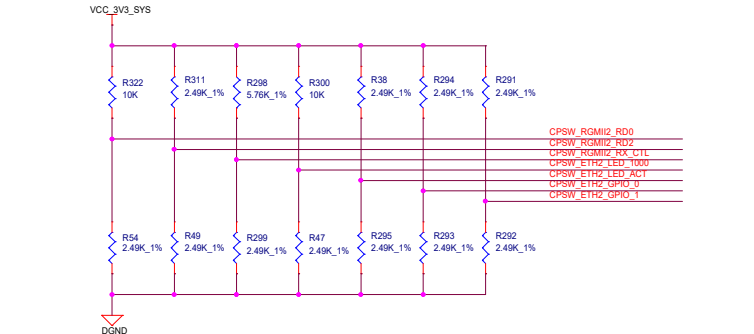 VCC_3V3_SYS
R322
10K
R311
2.49K_1%
R298
5.76K_1%
R300
10K
R38
2.49K_1%
R294
2.49K_1%
R291
2.49K_1%
CPSW_RGMII2_RD0
CPSW_RGMII2_RD2
CPSW_RGMII2_RX_CTL
CPSW_ETH2_LED_1000
CPSW_ETH2_LED_ACT
CPSW_ETH2_GPIO_0
CPSW_ETH2_GPIO_1
R54
2.49K_1%
R49
2.49K_1%
R299
2.49K_1%
R47
2.49K_1%
R295
2.49K_1%
R293
2.49K_1%
R292
2.49K_1%
DGND